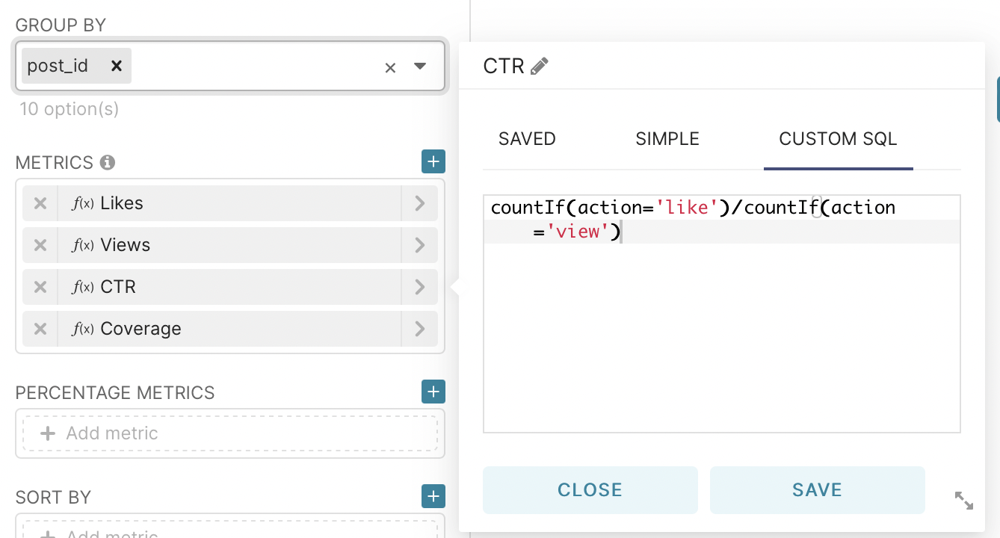 GROUP BY
post_id
10 option(s)
METRICS
f(x) Likes
f(x) Views
f(x) CTR
f(x) Coverage
PERCENTAGE METRICS
Add metric
SORT BY
Add metric
CTR
SAVED SIMPLE CUSTOM SQL
countIf(action='like')/countIf(action
='view')
CLOSE SAVE